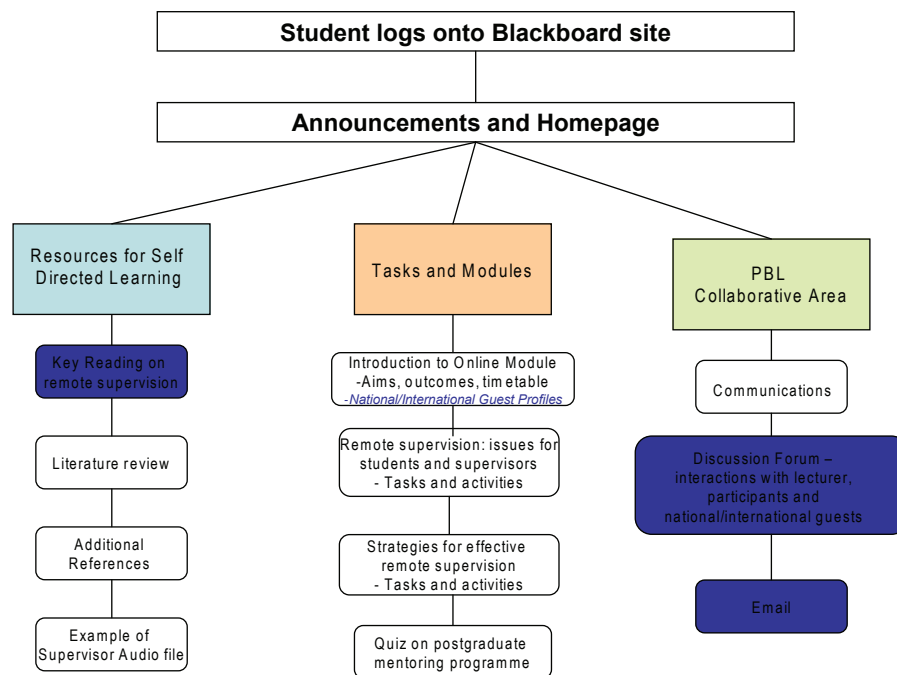 Student logs onto Blackboard site
Announcements and Homepage
Resources for Self
Directed Learning
Key Reading on
remote supervision
Literature review
Additional
References
Example of
Supervisor Audio file
Tasks and Modules
Introduction to Online Module
-Aims, outcomes, timetable
-National/International Guest Profiles
Remote supervision: issues for
students and supervisors
- Tasks and activities
Strategies for effective
remote supervision
- Tasks and activities
Quiz on postgraduate
mentoring programme
PBL
Collaborative Area
Communications
Discussion Forum –
interactions with lecturer,
participants and
national/international guests
Email